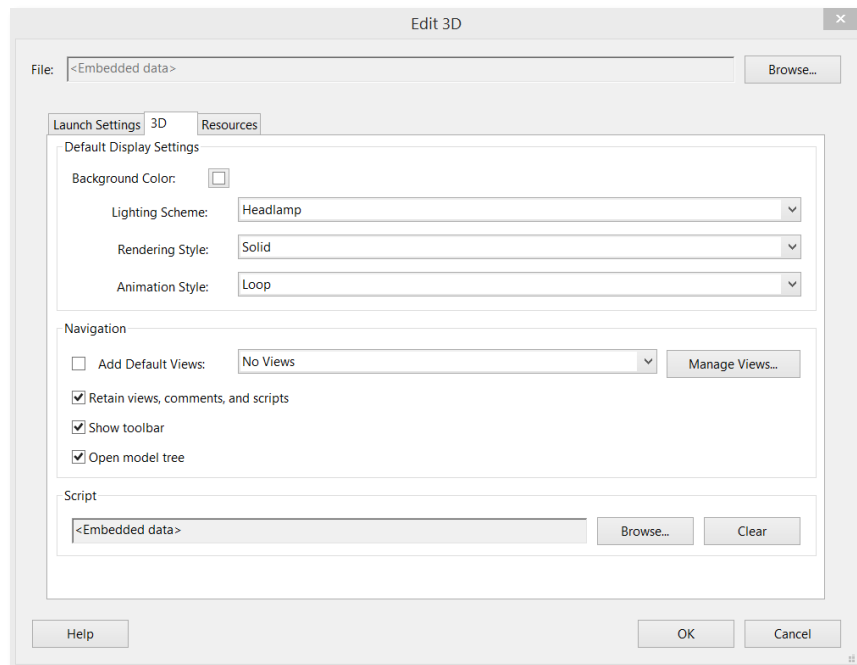 Edit 3D
File: <Embedded data> Browse...
Launch Settings 3D Resources
Default Display Settings
Background Color:
Lighting Scheme: Headlamp
Rendering Style: Solid
Animation Style: Loop
Navigation
Add Default Views: No Views Manage Views...
Retain views, comments, and scripts
Show toolbar
Open model tree
Script
<Embedded data> Browse... Clear
Help OK Cancel